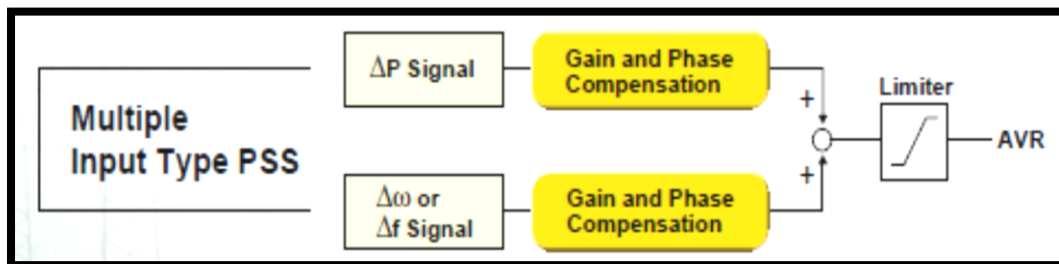 Multiple
Input Type PSS
ΔP Signal
Gain and Phase
Compensation
+
Limiter
AVR
+
Δω or
Δf Signal
Gain and Phase
Compensation